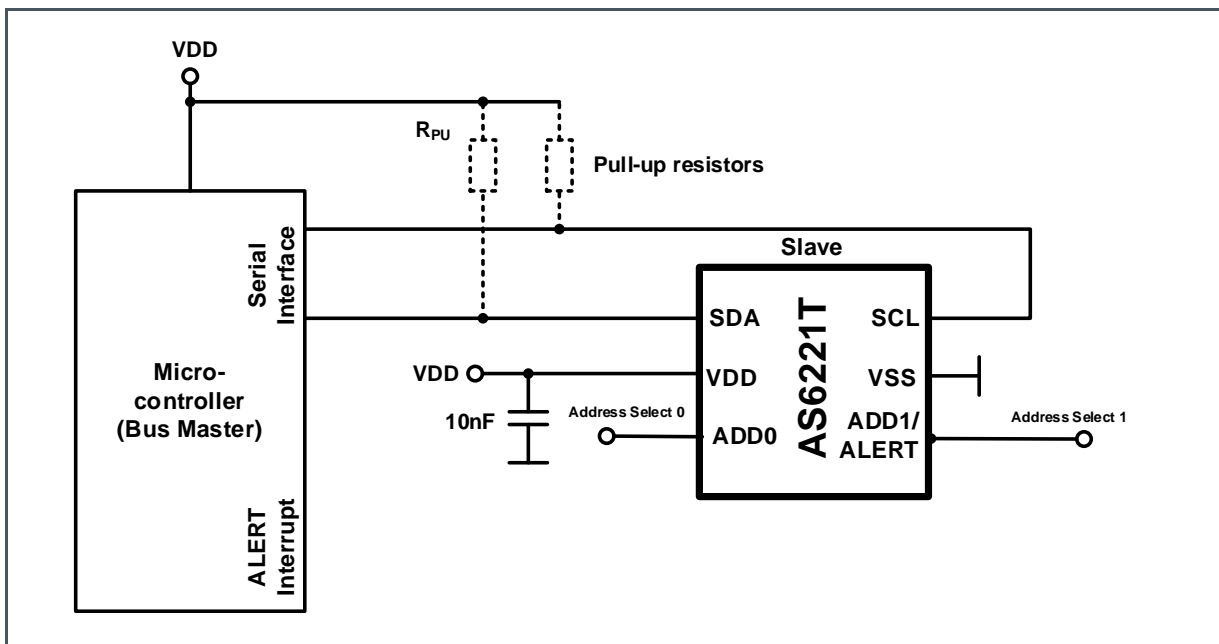 VDD
RPU
Pull-up resistors
Serial
Interface
Slave
SDA
SCL
AS6221T
Micro-
controller
(Bus Master)
VDD
VDD
VSS
10nF
Address Select 0
ADD0
ADD1/
ALERT
Address Select 1
ALERT
Interrupt